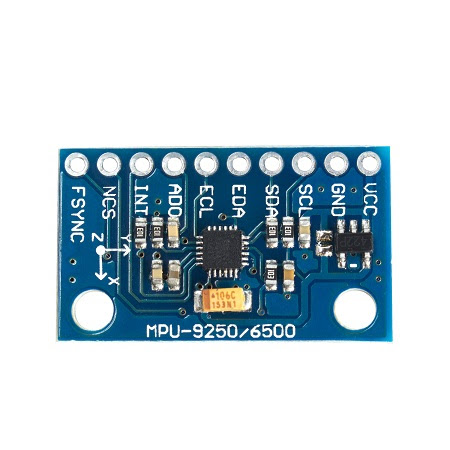 FSYNC
NCS
INT
ADO
ECL
EDA
SDA
SCL
GND
VCC
Z
Y
X
*106C
153N1
MPU-9250/6500